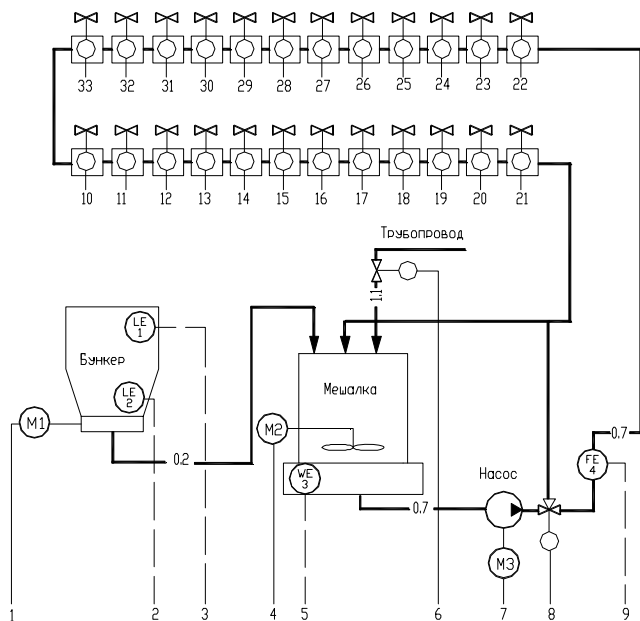 33 32 31 30 29 28 27 26 25 24 23 22
10 11 12 13 14 15 16 17 18 19 20 21
Трубопровод
1.1
LE
1
Бункер
LE
2
Мешалка
M1
M2
0.2
WE
3
Насос
0.7
FE
4
0.7
M3
1 2 3 4 5 6 7 8 9